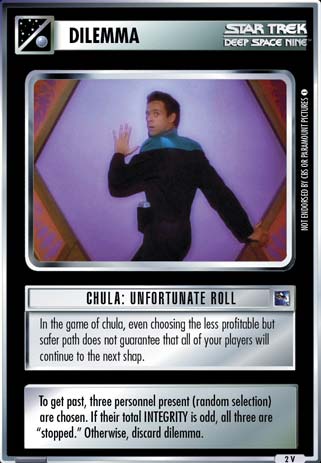 DILEMMA
STAR TREK
DEEP SPACE NINE™
NOT ENDORSED BY CBS OR PARAMOUNT PICTURES
CHULA: UNFORTUNATE ROLL
In the game of chula, even choosing the less profitable but
safer path does not guarantee that all of your players will
continue to the next shap.
To get past, three personnel present (random selection)
are chosen. If their total INTEGRITY is odd, all three are
“stopped.” Otherwise, discard dilemma.
2 V